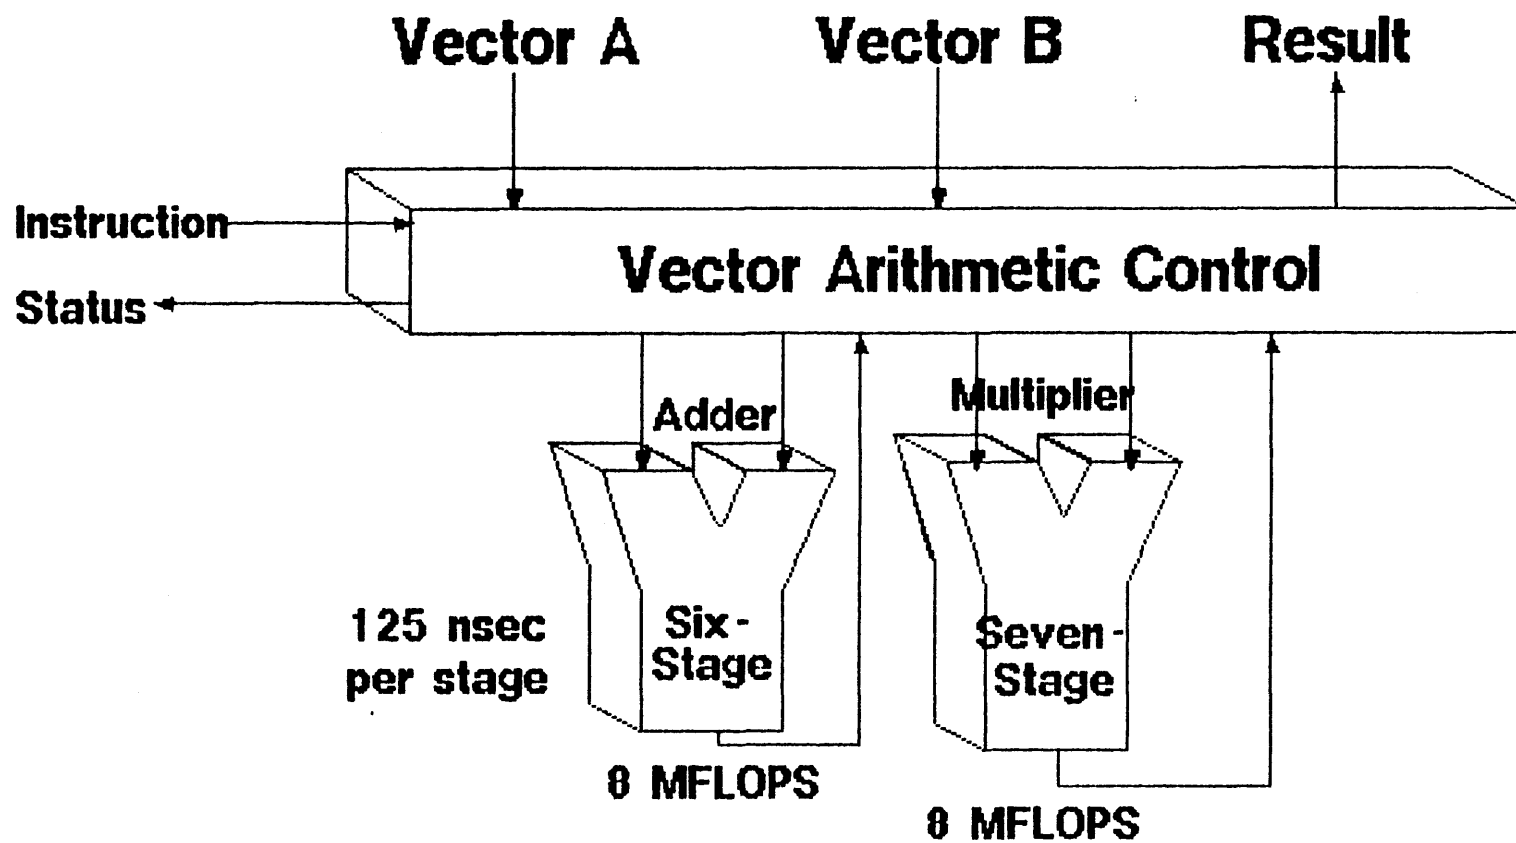 Vector A
Vector B
Result
Instruction
Vector Arithmetic Control
Status
Adder
Multiplier
125 nsec
per stage
Six-
Stage
Seven-
Stage
8 MFLOPS
8 MFLOPS